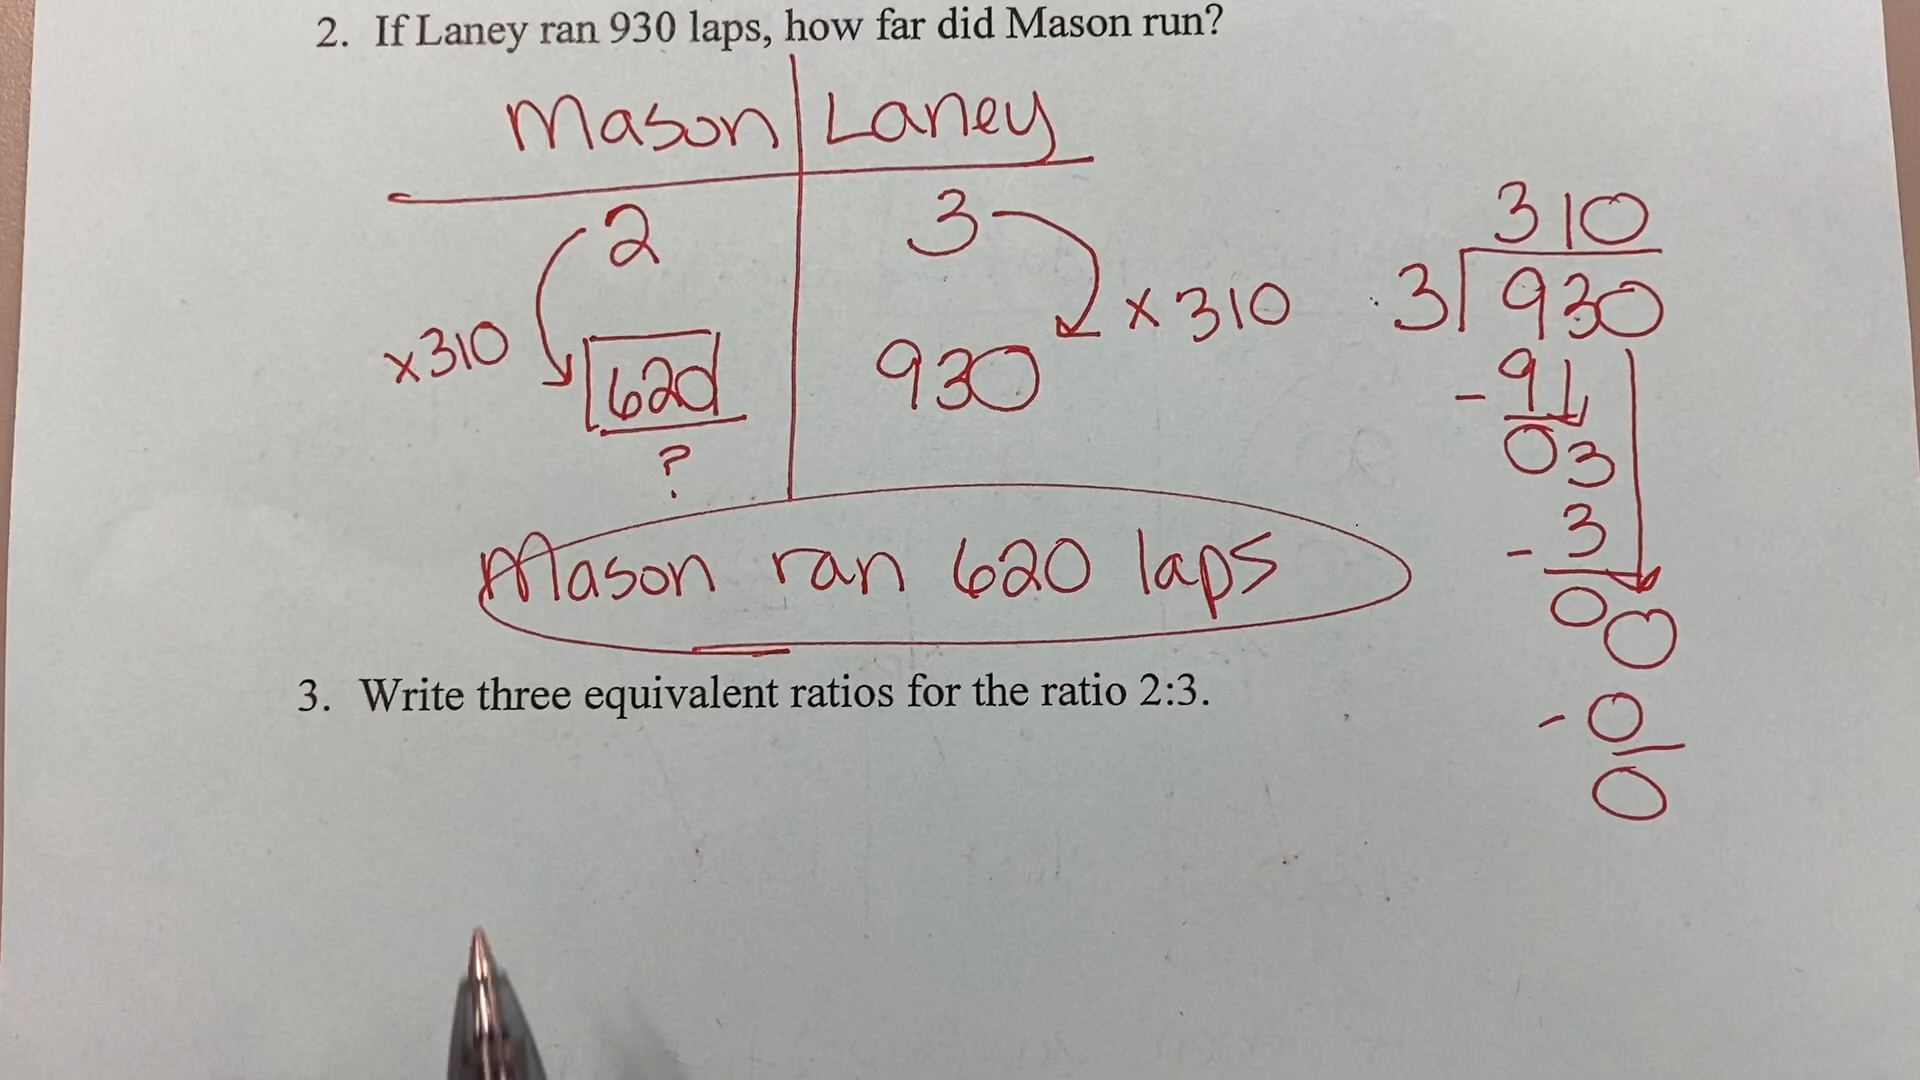 2. If Laney ran 930 laps, how far did Mason run?
Mason Laney
2 3
x310 x310
620 930
?
Mason ran 620 laps
310
3 930
- 9
03
- 3
00
- 0
0
3. Write three equivalent ratios for the ratio 2:3.